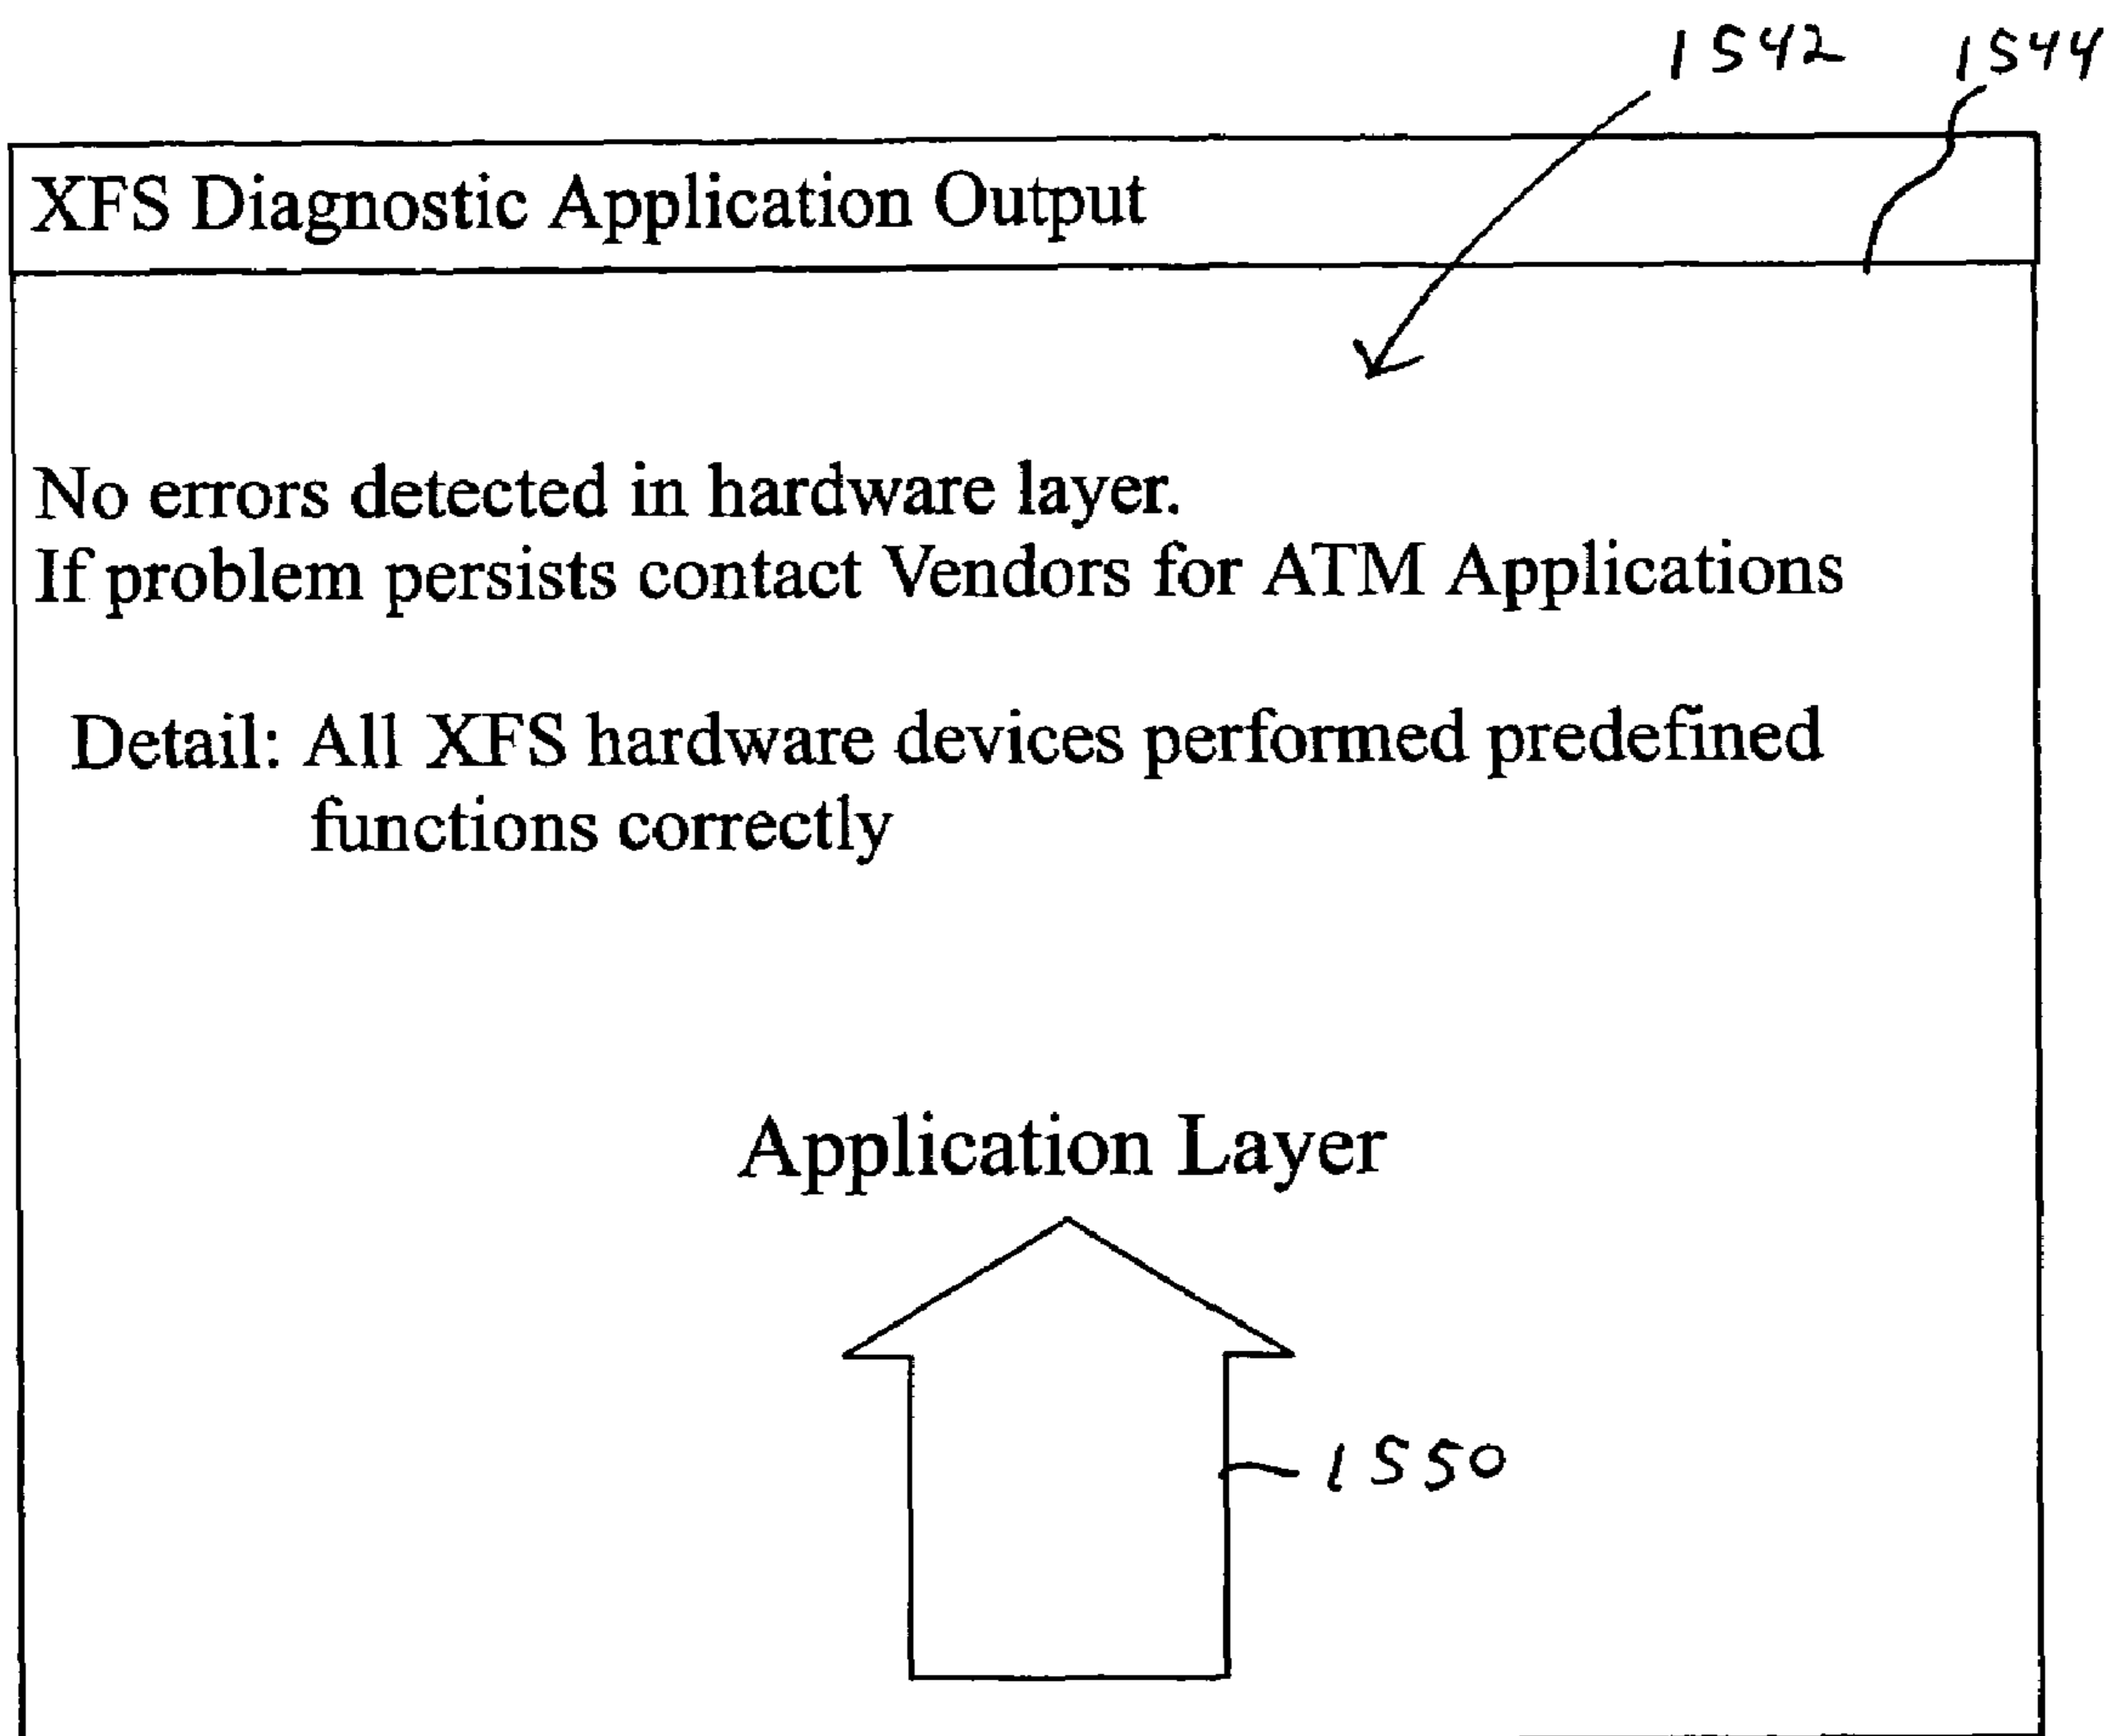 1542 1544
XFS Diagnostic Application Output
No errors detected in hardware layer.
If problem persists contact Vendors for ATM Applications
Detail: All XFS hardware devices performed predefined
functions correctly
Application Layer
1550